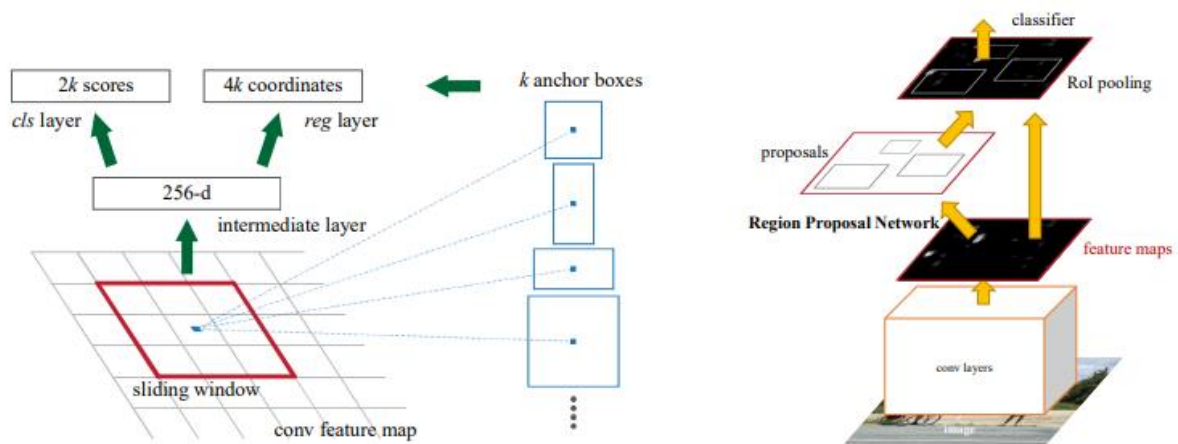 2k scores
4k coordinates
k anchor boxes
cls layer
reg layer
256-d
intermediate layer
sliding window
conv feature map
classifier
RoI pooling
proposals
Region Proposal Network
feature maps
conv layers
image